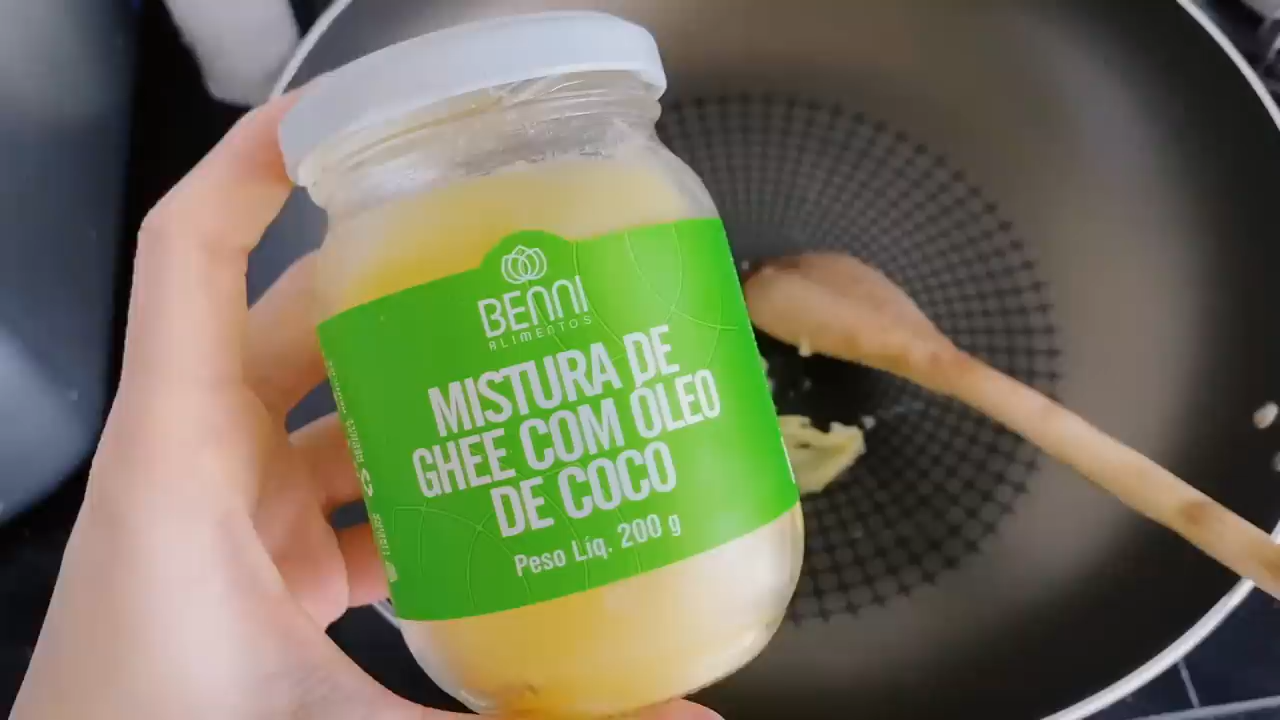 BENNI
ALIMENTOS
MISTURA DE
GHEE COM ÓLEO
DE COCO
Peso Líq. 200 g